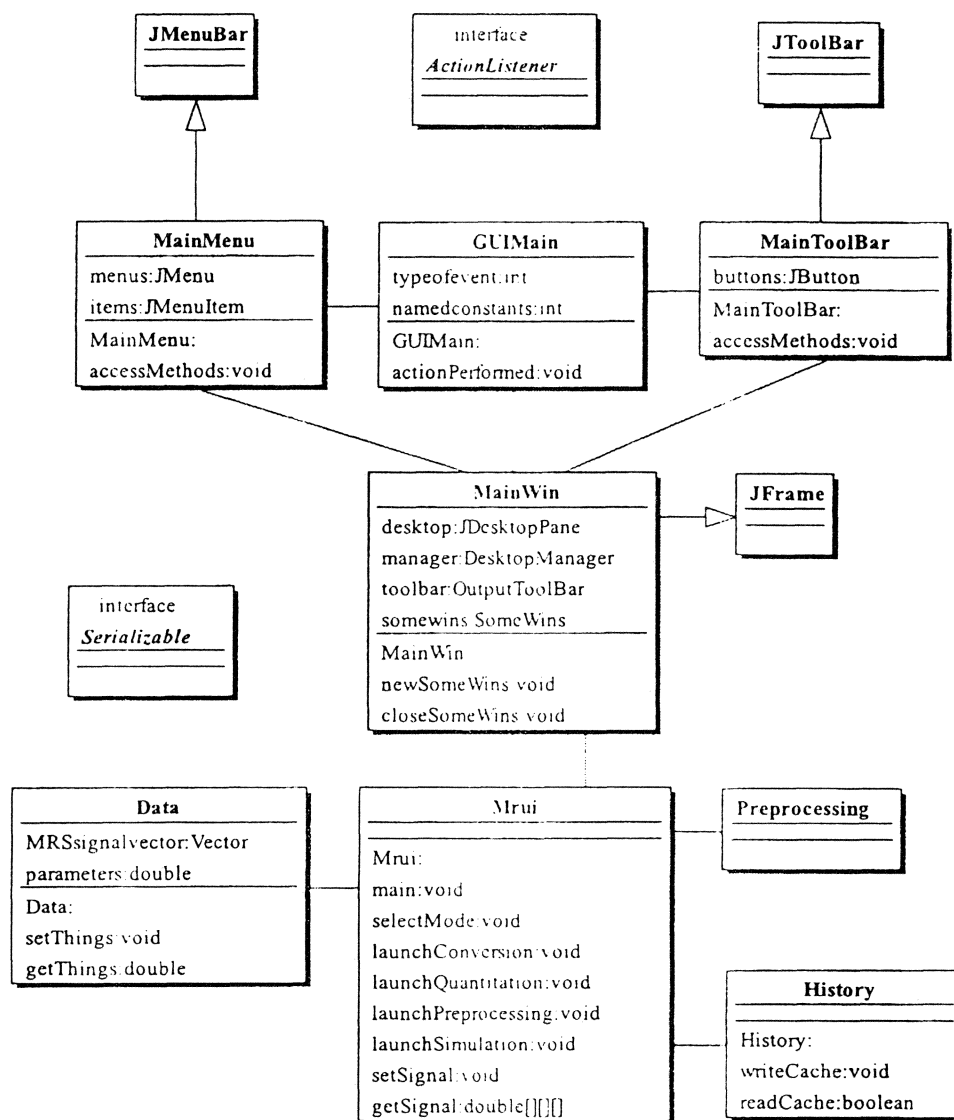 JMenuBar
interface
ActionListener
JToolBar
MainMenu
menus:JMenu
items:JMenuItem
MainMenu:
accessMethods:void
GUIMain
typeofevent:int
namedconstants:int
GUIMain:
actionPerformed:void
MainToolBar
buttons:JButton
MainToolBar:
accessMethods:void
MainWin
desktop:JDesktopPane
manager:DesktopManager
toolbar:OutputToolBar
somewins:SomeWins
MainWin
newSomeWins void
closeSomeWins void
JFrame
interface
Serializable
Data
MRSsignalvector:Vector
parameters:double
Data:
setThings:void
getThings:double
Mrui
Mrui:
main:void
selectMode:void
launchConversion:void
launchQuantitation:void
launchPreprocessing:void
launchSimulation:void
setSignal:void
getSignal:double[][][]
Preprocessing
History
History:
writeCache:void
readCache:boolean